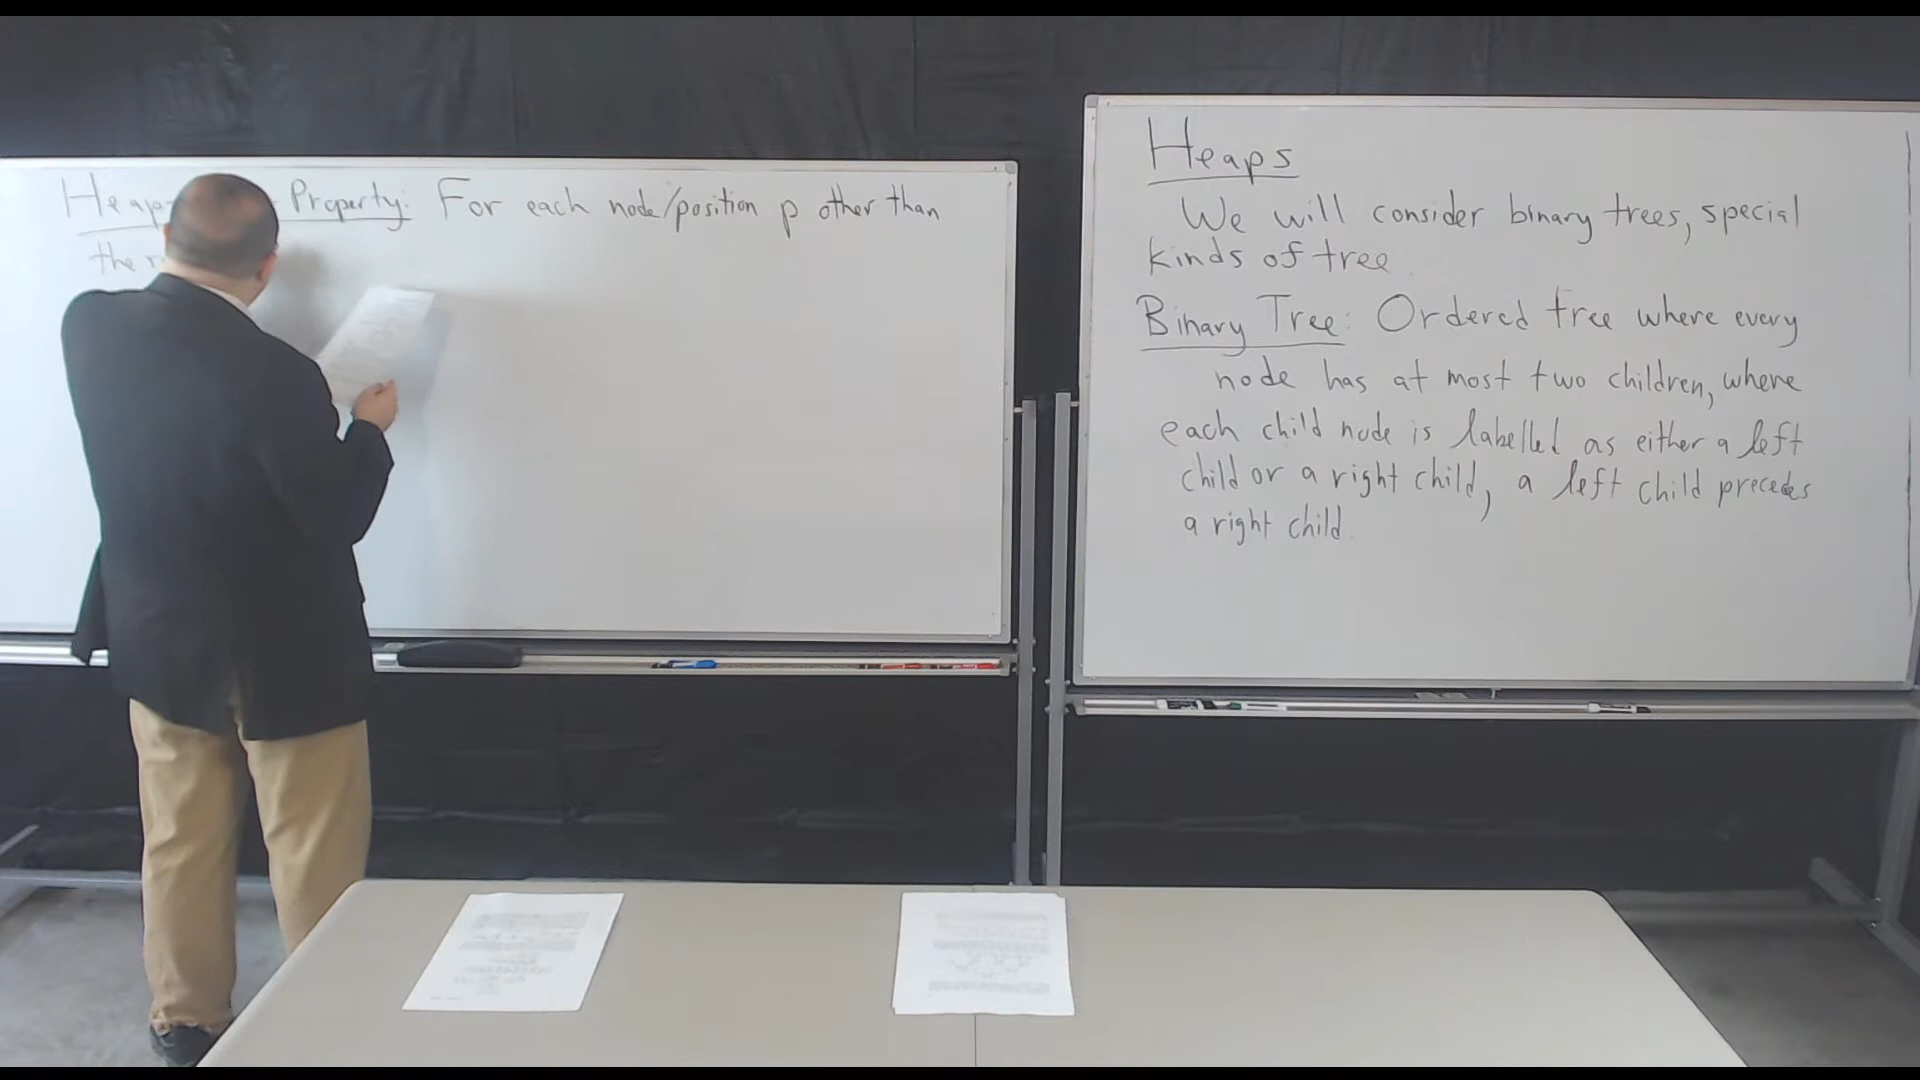 Heap Property: For each node/position p other than
the
Heaps
We will consider binary trees, special
kinds of tree
Binary Tree: Ordered tree where every
node has at most two children, where
each child node is labelled as either a left
child or a right child, a left child precedes
a right child.